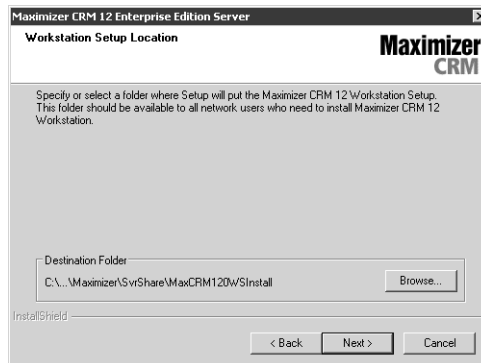 Maximizer CRM 12 Enterprise Edition Server
Workstation Setup Location
Maximizer
CRM
Specify or select a folder where Setup will put the Maximizer CRM 12 Workstation Setup.
This folder should be available to all network users who need to install Maximizer CRM 12
Workstation.
Destination Folder
C:\...\Maximizer\SvrShare\MaxCRM120WSInstall
Browse...
InstallShield
< Back
Next >
Cancel